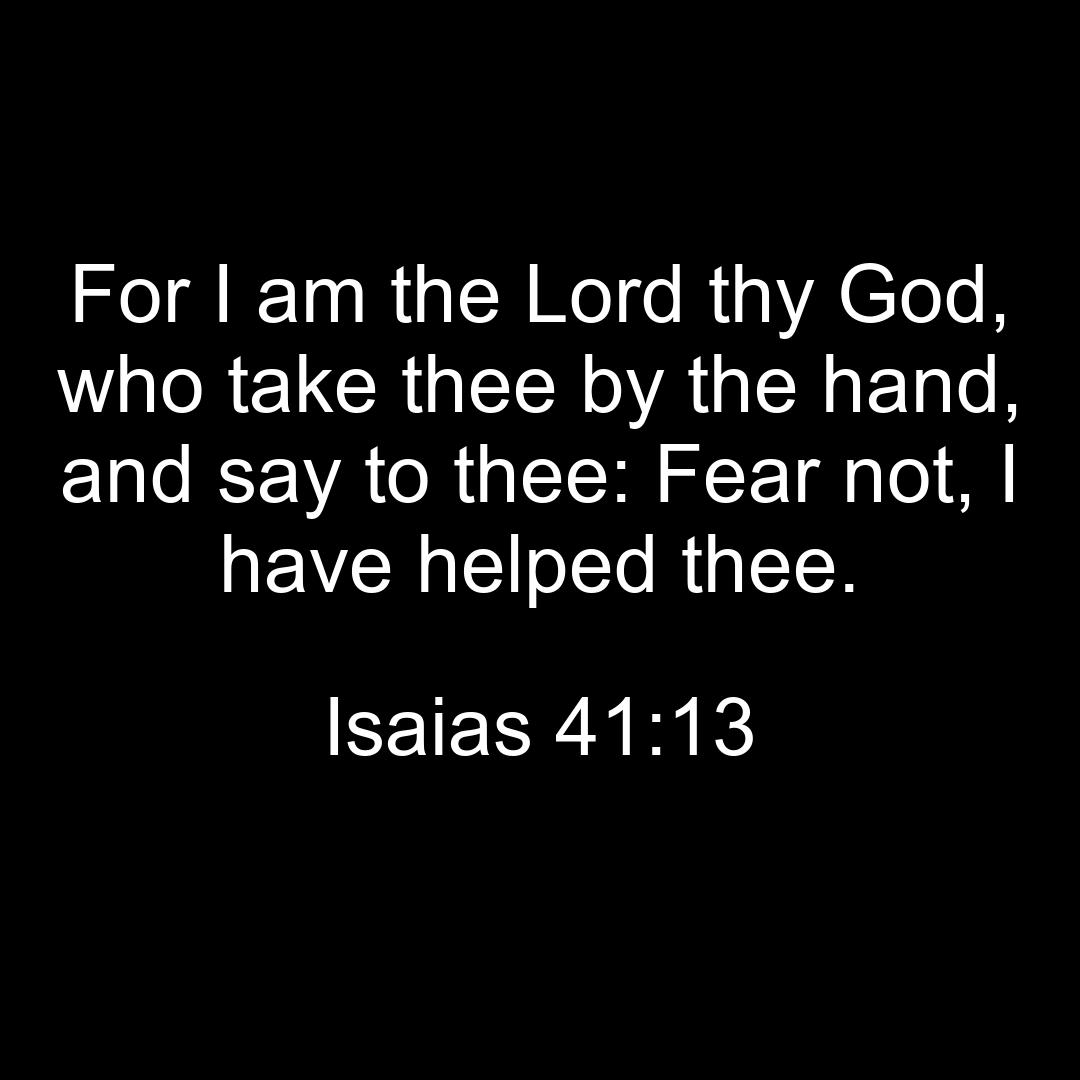 For I am the Lord thy God,
who take thee by the hand,
and say to thee: Fear not, I
have helped thee.
Isaias 41:13